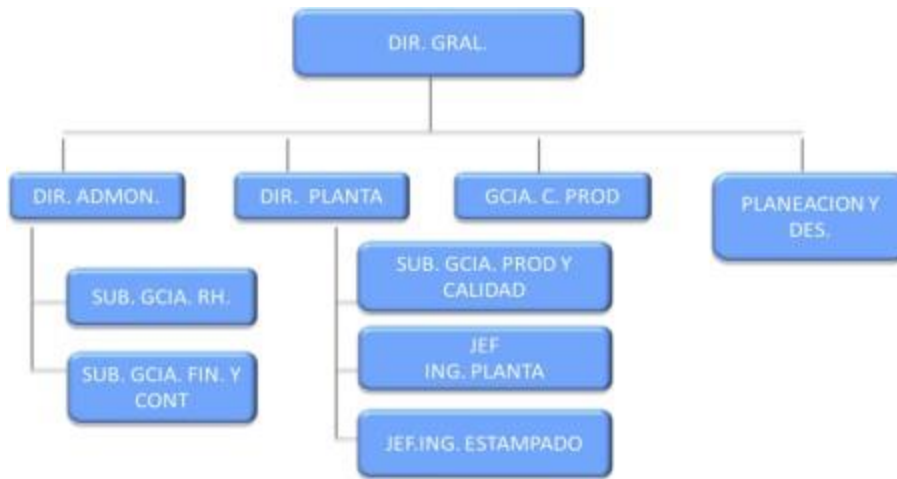 DIR. GRAL.
DIR. ADMON.
DIR. PLANTA
GCIA. C. PROD
PLANEACION Y
DES.
SUB. GCIA. RH.
SUB. GCIA. FIN. Y
CONT
SUB. GCIA. PROD Y
CALIDAD
JEF
ING. PLANTA
JEF.ING. ESTAMPADO